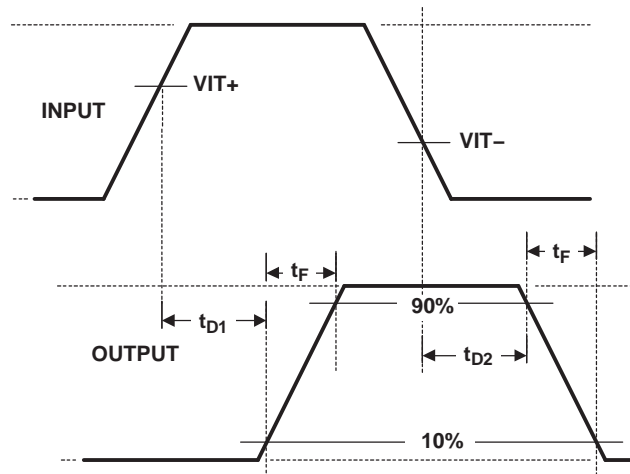 VIT+
INPUT
VIT–
tF
tF
90%
tD1
tD2
OUTPUT
10%